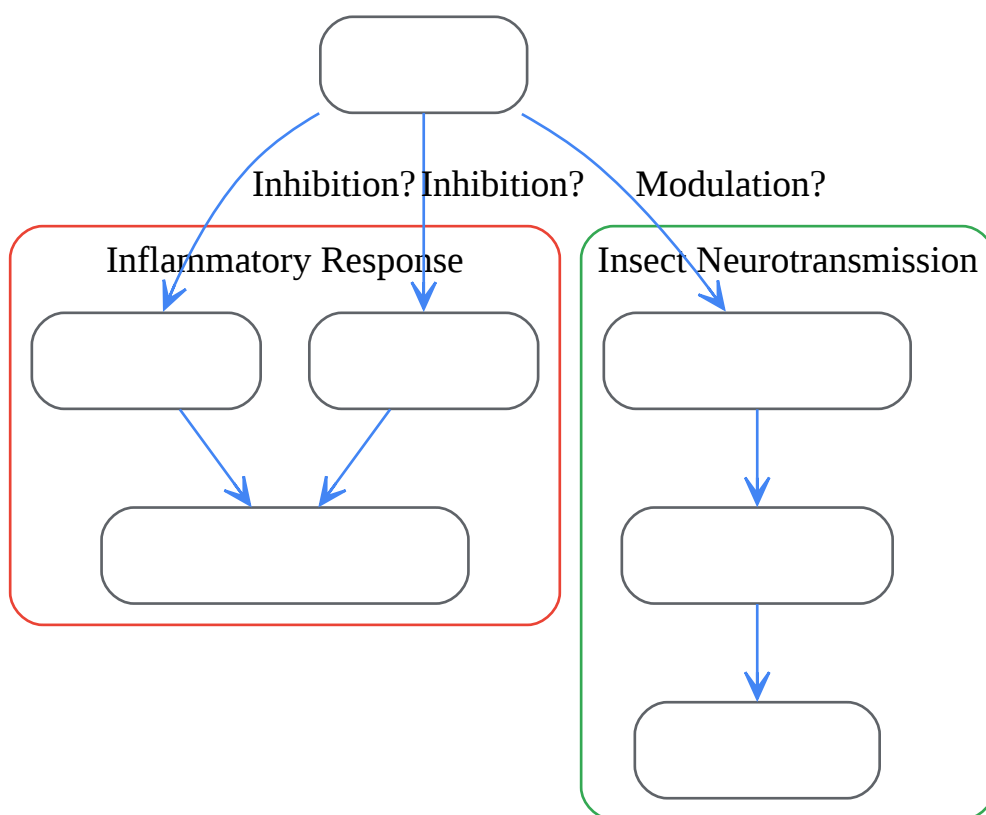 Inhibition?
Inhibition?
Modulation?
Inflammatory Response
Insect Neurotransmission